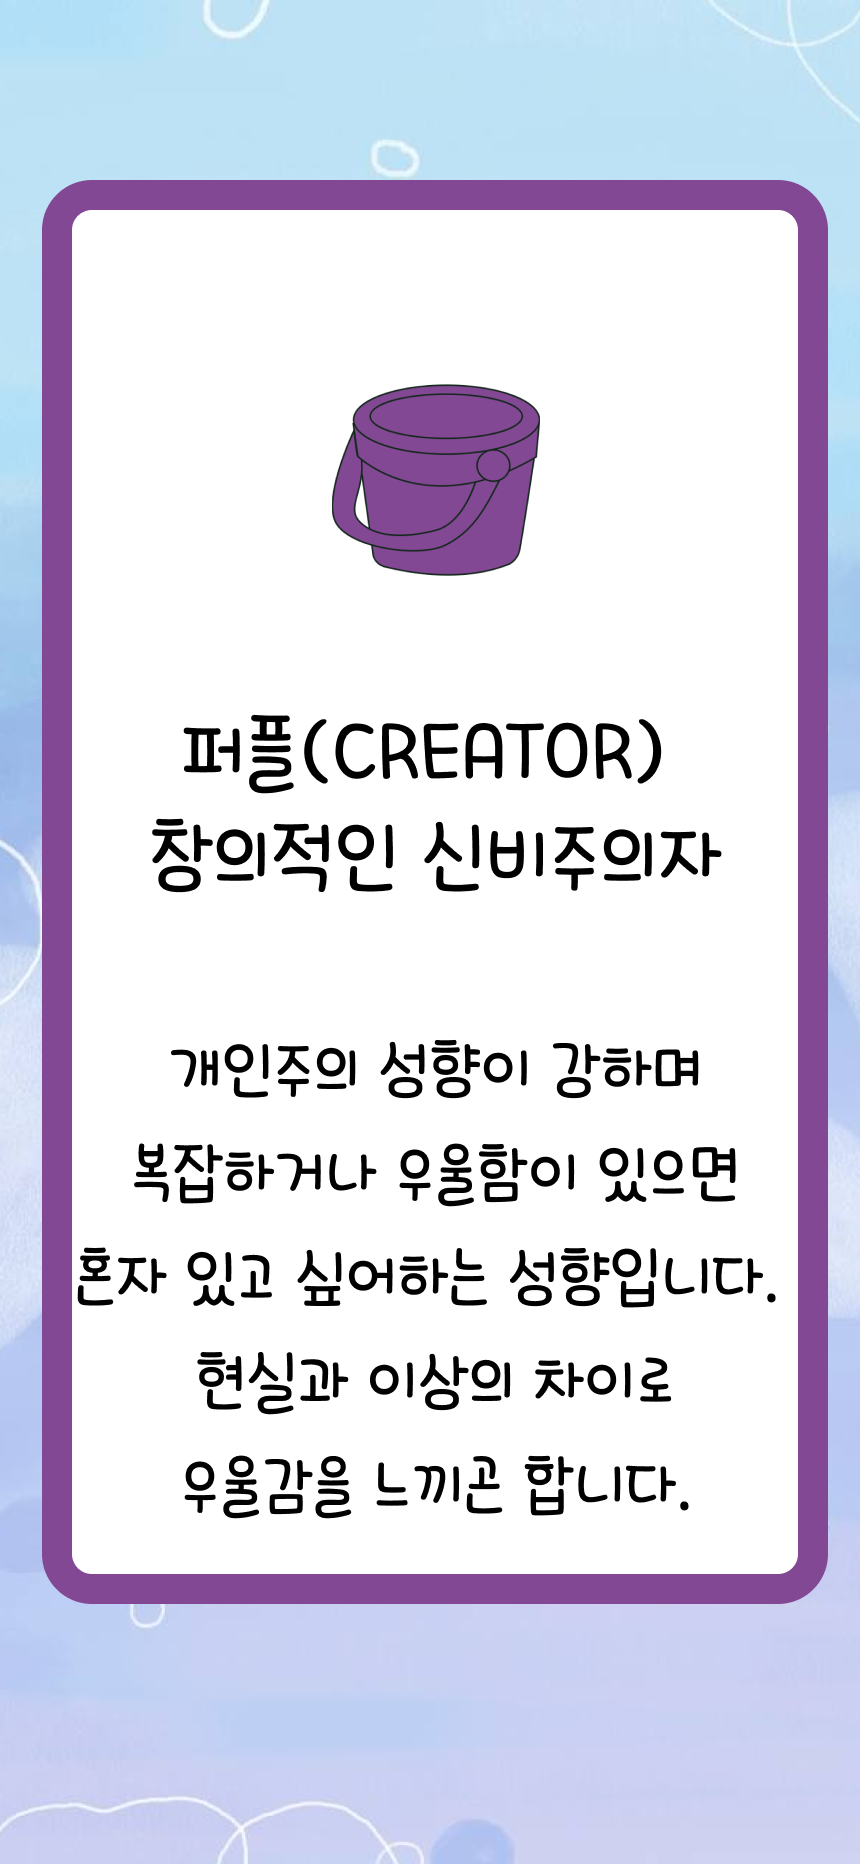 퍼플(CREATOR)
창의적인 신비주의자
개인주의 성향이 강하며
복잡하거나 우울함이 있으면
혼자 있고 싶어하는 성향입니다.
현실과 이상의 차이로
우울감을 느끼곤 합니다.